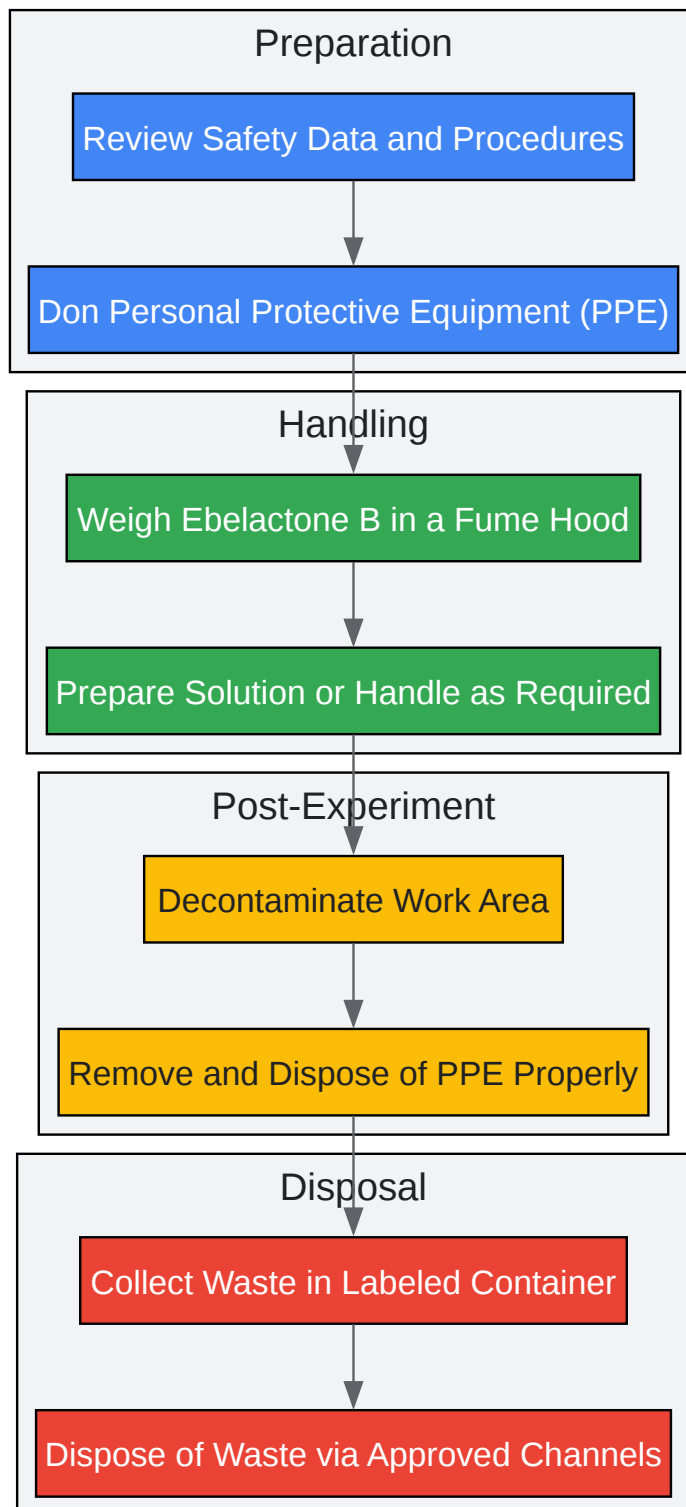 Preparation
Review Safety Data and Procedures
Don Personal Protective Equipment (PPE)
Handling
Weigh Ebelactone B in a Fume Hood
Prepare Solution or Handle as Required
Post-Experiment
Decontaminate Work Area
Remove and Dispose of PPE Properly
Disposal
Collect Waste in Labeled Container
Dispose of Waste via Approved Channels